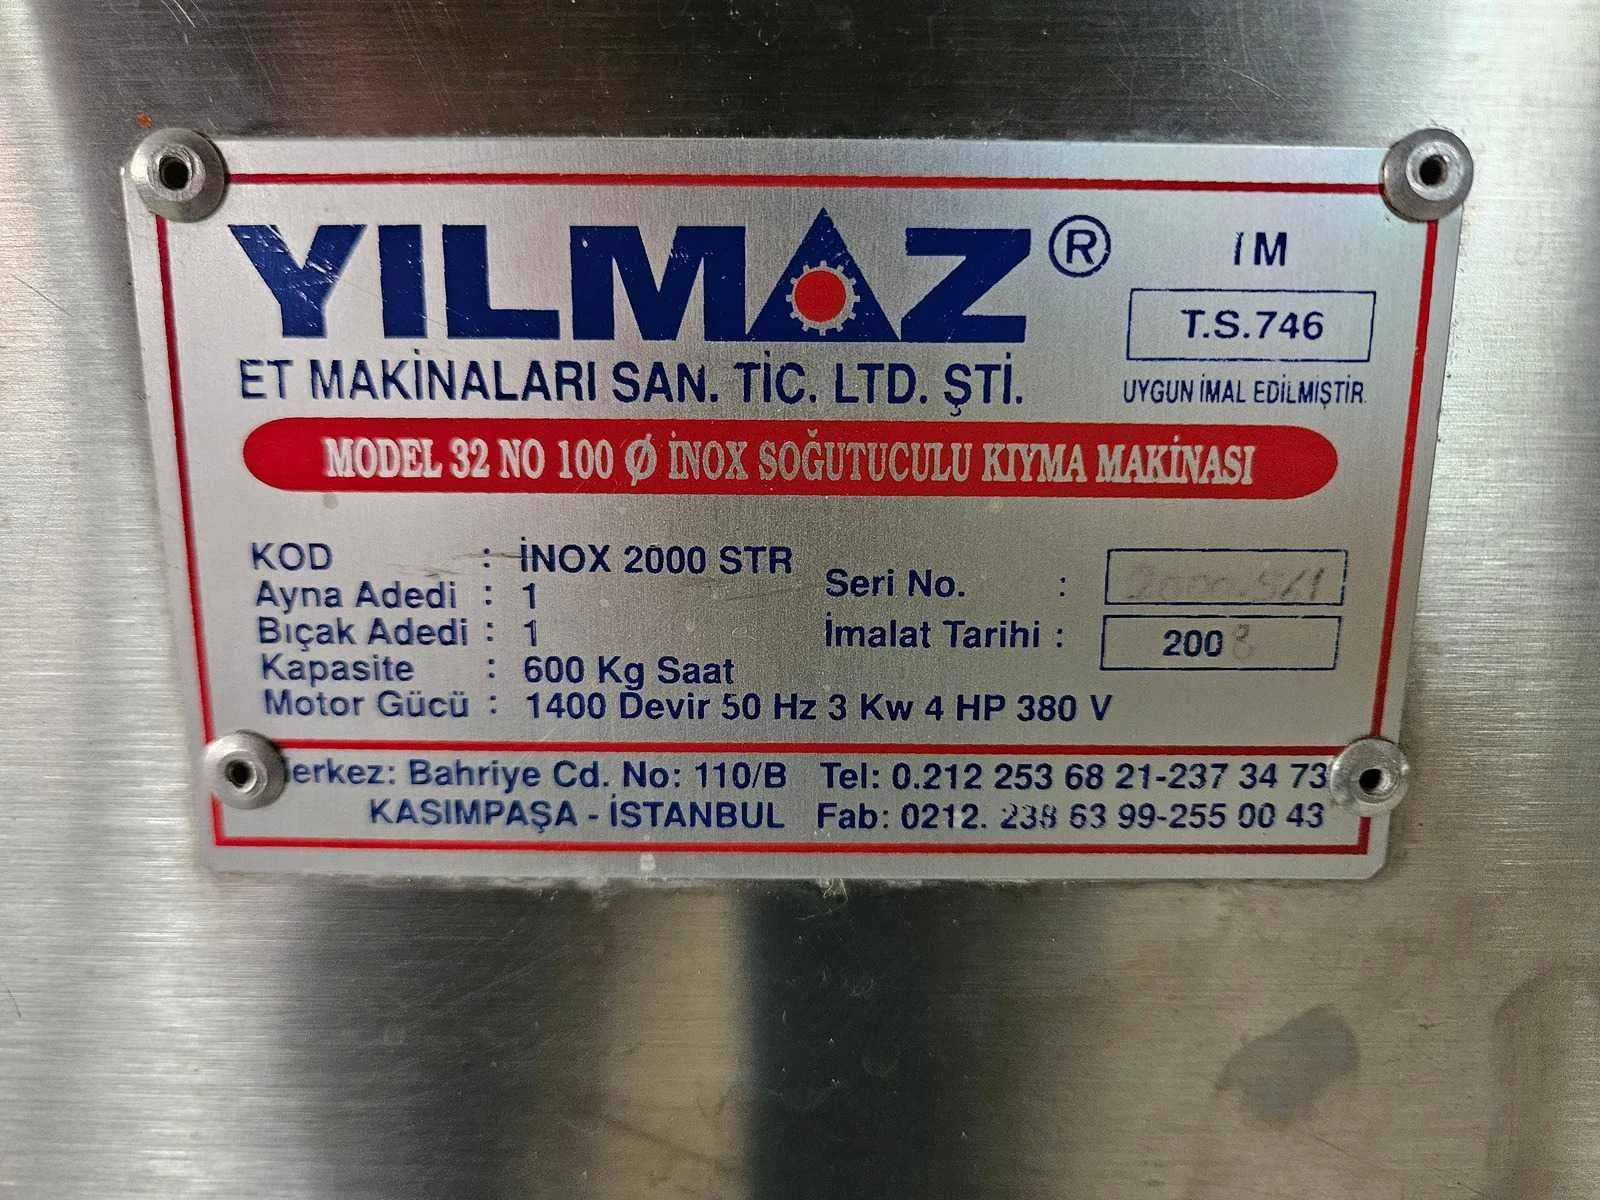 YILMAZ®
ET MAKİNALARI SAN. TİC. LTD. ŞTİ.
İM
T.S.746
UYGUN İMAL EDİLMİŞTİR
MODEL 32 NO 100 Ø İNOX SOĞUTUCULU KIYMA MAKİNASI
KOD : İNOX 2000 STR
Ayna Adedi : 1
Bıçak Adedi : 1
Kapasite : 600 Kg Saat
Motor Gücü : 1400 Devir 50 Hz 3 Kw 4 HP 380 V
Seri No. :
İmalat Tarihi : 2008
erkez: Bahriye Cd. No: 110/B Tel: 0.212 253 68 21-237 34 73
KASIMPAŞA - İSTANBUL Fab: 0212. 238 63 99-255 00 43